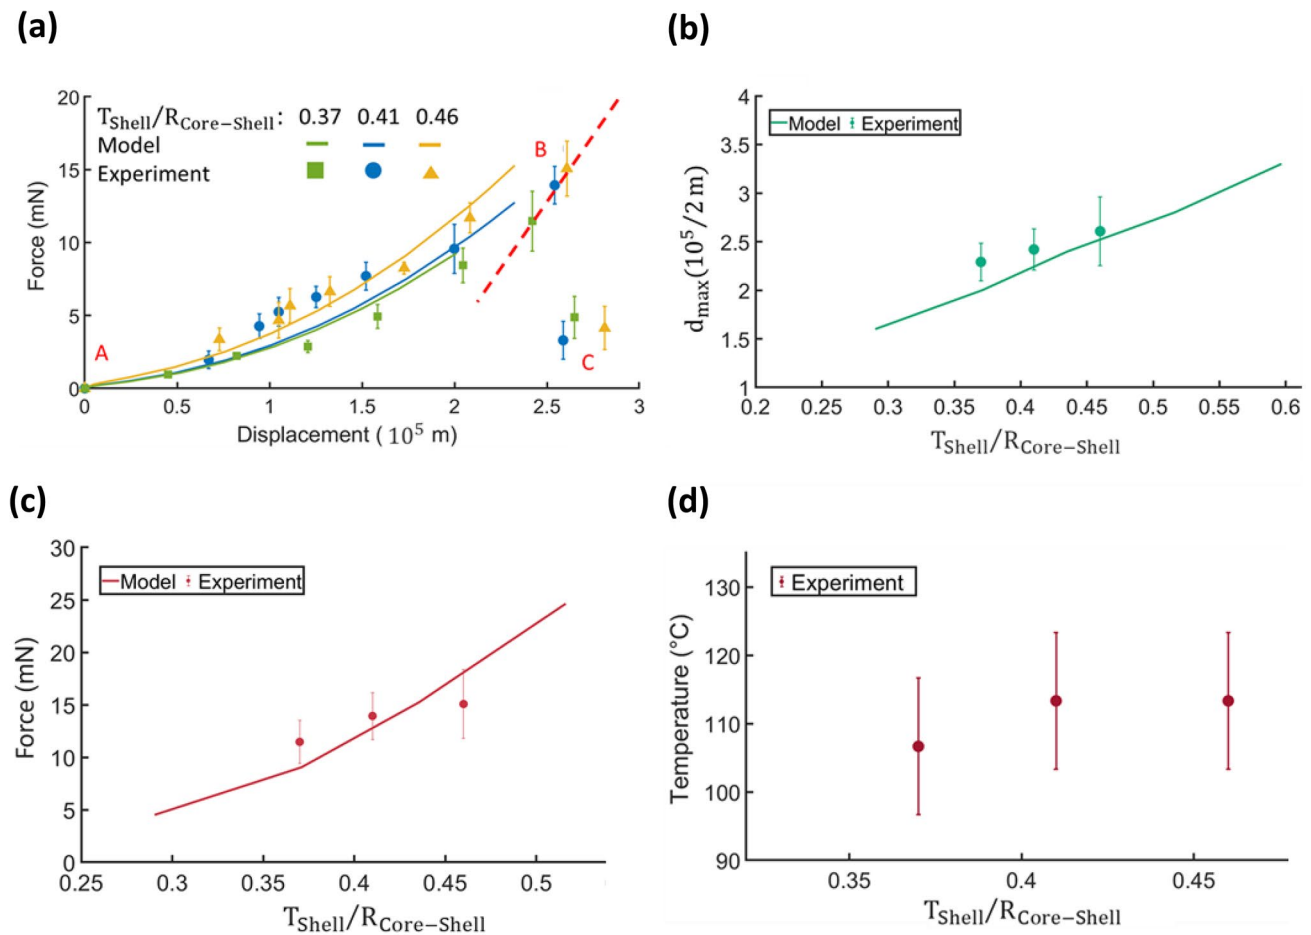 (a)
20
15
10
5
0
Force (mN)
T_Shell/R_Core−Shell: 0.37 0.41 0.46
Model
Experiment
A
B
C
0 0.5 1 1.5 2 2.5 3
Displacement ( 10^5 m)
(b)
4
3.5
3
2.5
2
1.5
1
d_max(10^5/2 m)
Model Experiment
0.2 0.25 0.3 0.35 0.4 0.45 0.5 0.55 0.6
T_Shell/R_Core−Shell
(c)
30
25
20
15
10
5
0
Force (mN)
Model Experiment
0.25 0.3 0.35 0.4 0.45 0.5
T_Shell/R_Core−Shell
(d)
130
120
110
100
90
Temperature (°C)
Experiment
0.35 0.4 0.45
T_Shell/R_Core−Shell